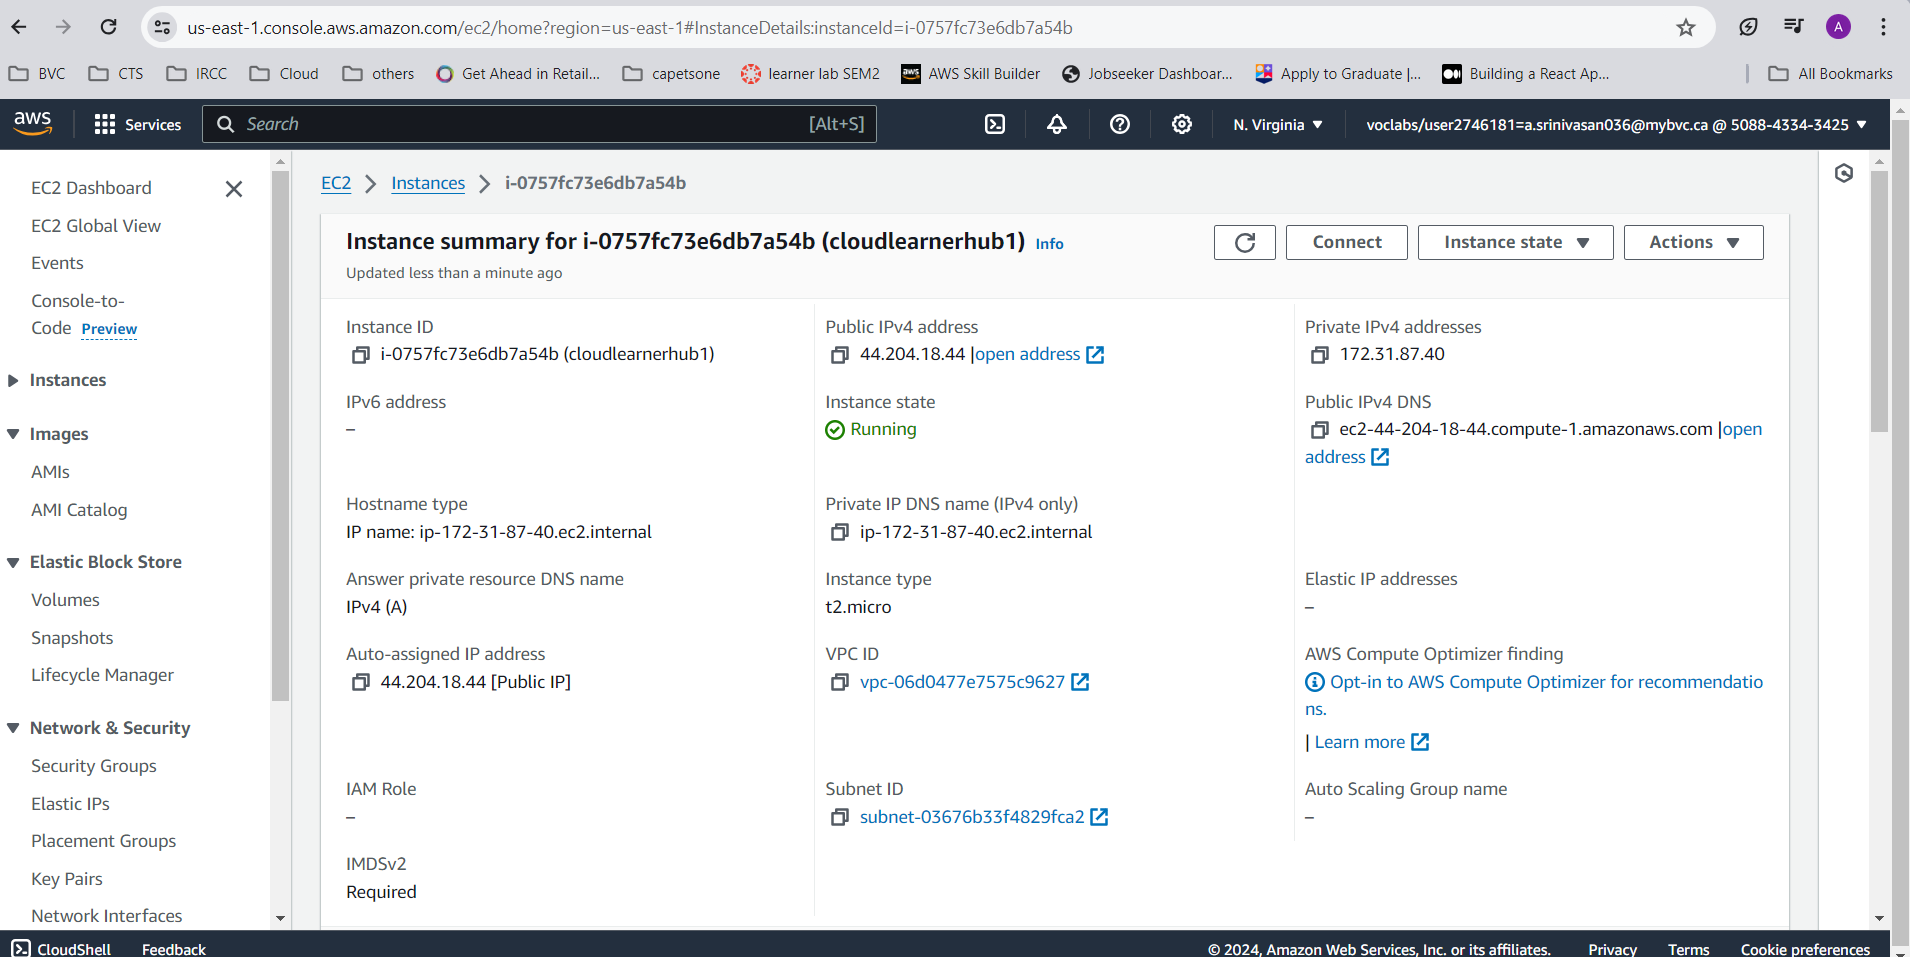 us-east-1.console.aws.amazon.com/ec2/home?region=us-east-1#InstanceDetails:instanceId=i-0757fc73e6db7a54b
A
BVC CTS IRCC Cloud others Get Ahead in Retail... capetsone learner lab SEM2 AWS Skill Builder Jobseeker Dashboar... Apply to Graduate |... Building a React Ap... All Bookmarks
aws Services Search [Alt+S] N. Virginia voclabs/user2746181=a.srinivasan036@mybvc.ca @ 5088-4334-3425
EC2 Dashboard
EC2 Global View
Events
Console-to-
Code Preview
Instances
Images
AMIs
AMI Catalog
Elastic Block Store
Volumes
Snapshots
Lifecycle Manager
Network & Security
Security Groups
Elastic IPs
Placement Groups
Key Pairs
Network Interfaces
EC2 Instances i-0757fc73e6db7a54b
Instance summary for i-0757fc73e6db7a54b (cloudlearnerhub1) Info
Updated less than a minute ago
Connect Instance state Actions
Instance ID
i-0757fc73e6db7a54b (cloudlearnerhub1)
Public IPv4 address
44.204.18.44 |open address
Private IPv4 addresses
172.31.87.40
IPv6 address
–
Instance state
Running
Public IPv4 DNS
ec2-44-204-18-44.compute-1.amazonaws.com |open
address
Hostname type
IP name: ip-172-31-87-40.ec2.internal
Private IP DNS name (IPv4 only)
ip-172-31-87-40.ec2.internal
Answer private resource DNS name
IPv4 (A)
Instance type
t2.micro
Elastic IP addresses
–
Auto-assigned IP address
44.204.18.44 [Public IP]
VPC ID
vpc-06d0477e7575c9627
AWS Compute Optimizer finding
Opt-in to AWS Compute Optimizer for recommendatio
ns.
| Learn more
IAM Role
–
Subnet ID
subnet-03676b33f4829fca2
Auto Scaling Group name
–
IMDSv2
Required
CloudShell Feedback © 2024, Amazon Web Services, Inc. or its affiliates. Privacy Terms Cookie preferences